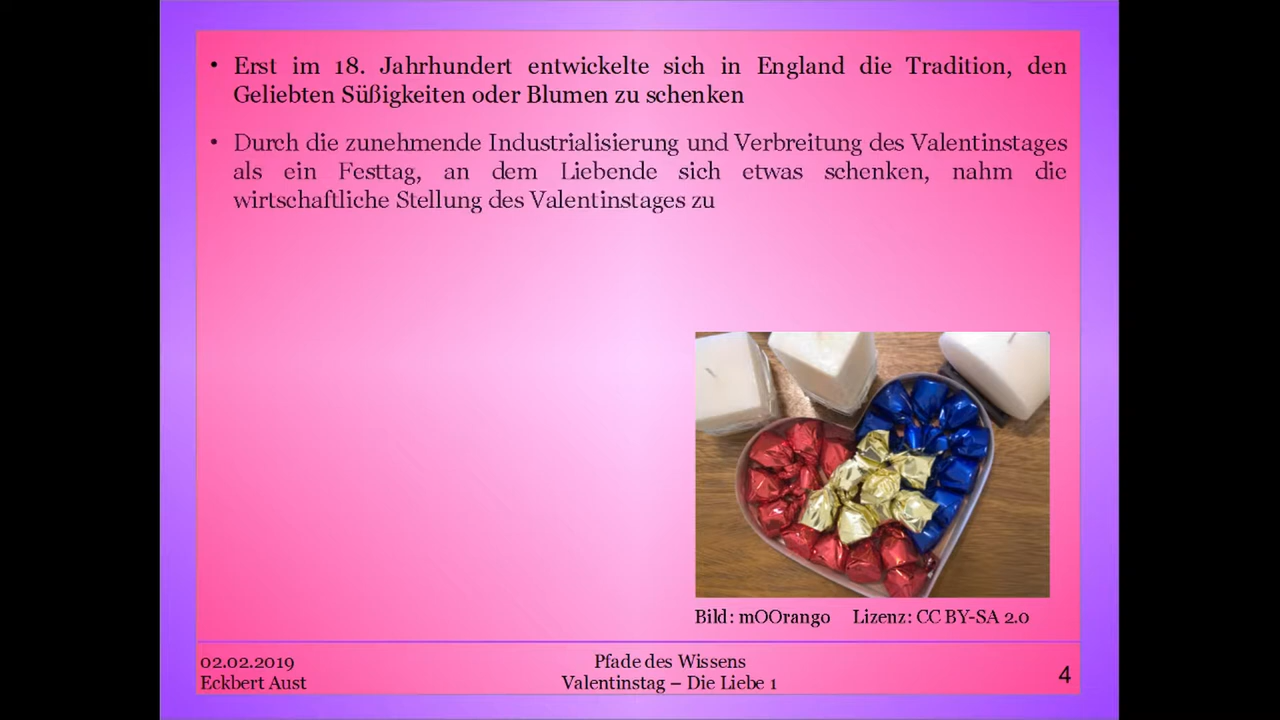 • Erst im 18. Jahrhundert entwickelte sich in England die Tradition, den
Geliebten Süßigkeiten oder Blumen zu schenken
• Durch die zunehmende Industrialisierung und Verbreitung des Valentinstages
als ein Festtag, an dem Liebende sich etwas schenken, nahm die
wirtschaftliche Stellung des Valentinstages zu
Bild: mOOrango Lizenz: CC BY-SA 2.0
02.02.2019
Eckbert Aust
Pfade des Wissens
Valentinstag – Die Liebe 1
4